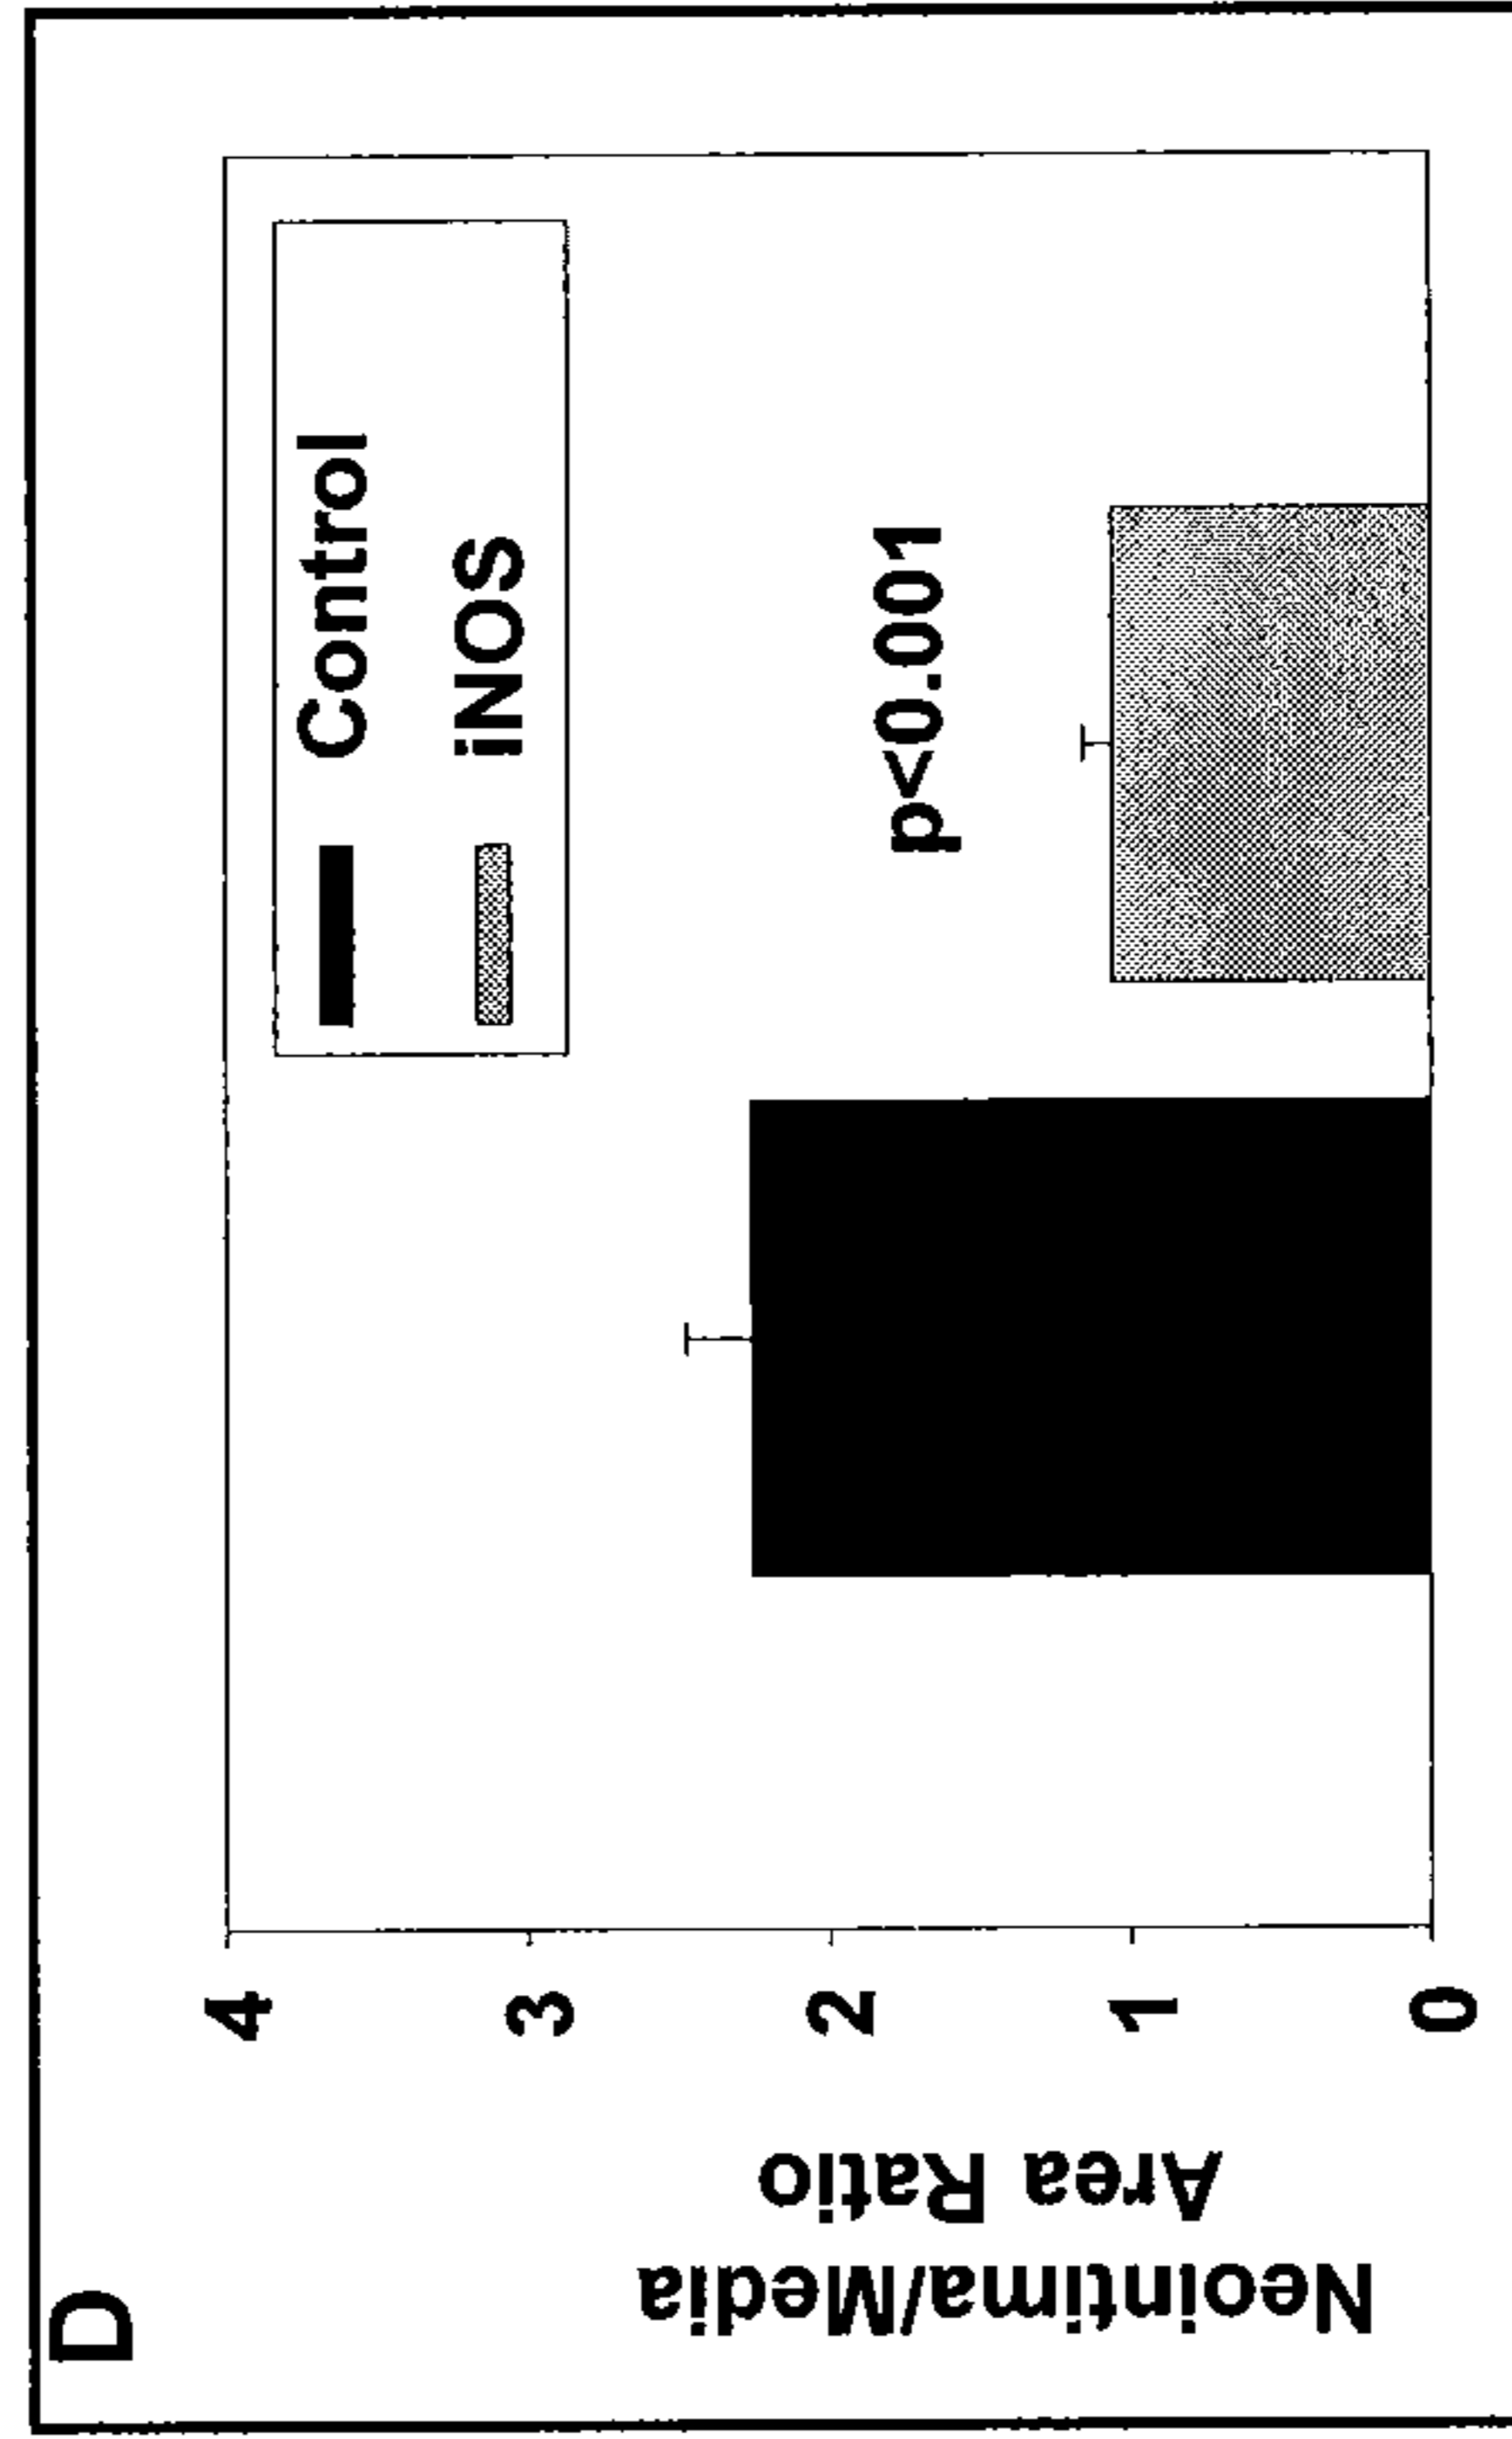 D
Neointima/Media
Area Ratio
4
3
2
1
0
Control
iNOS
p<0.001